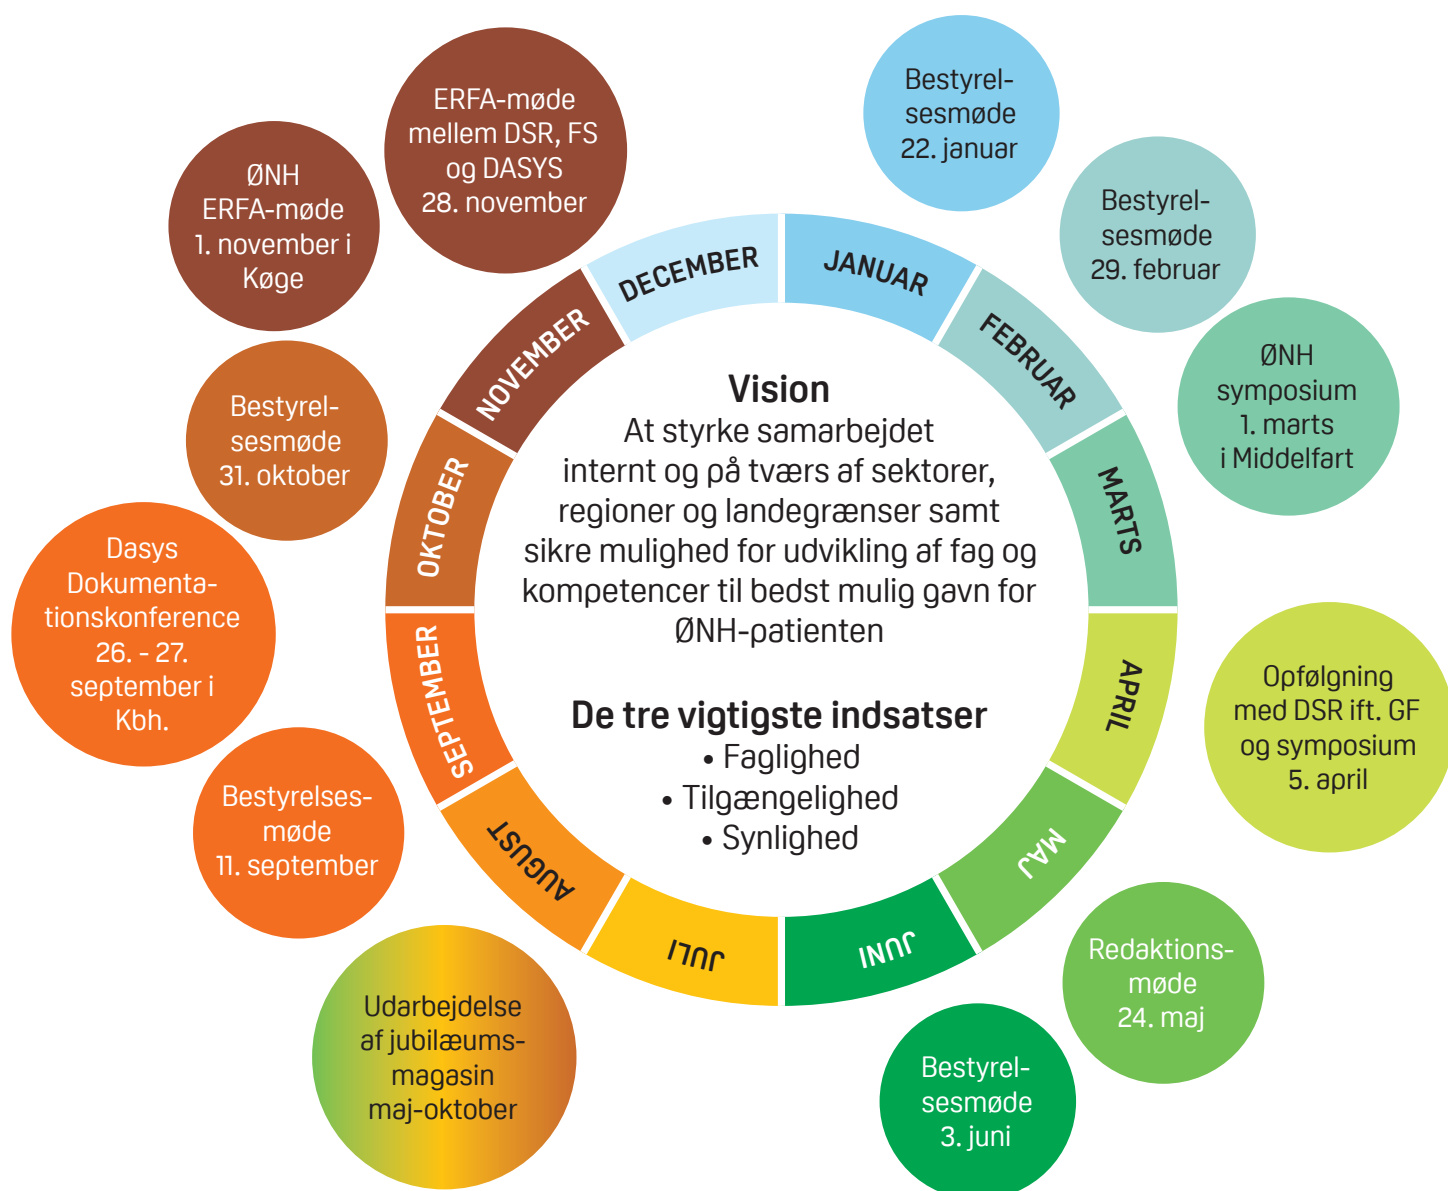 Bestyrel-
sesmøde
22. januar
Bestyrel-
sesmøde
29. februar
ØNH
symposium
1. marts
i Middelfart
Opfølgning
med DSR ift. GF
og symposium
5. april
Redaktions-
møde
24. maj
Bestyrel-
sesmøde
3. juni
Udarbejdelse
af jubilæums-
magasin
maj-oktober
Bestyrelses-
møde
11. september
Dasys
Dokumenta-
tionskonference
26. - 27.
september i
Kbh.
Bestyrel-
sesmøde
31. oktober
ØNH
ERFA-møde
1. november i
Køge
ERFA-møde
mellem DSR, FS
og DASYS
28. november
JANUAR
FEBRUAR
MARTS
APRIL
MAJ
JUNI
JULI
AUGUST
SEPTEMBER
OKTOBER
NOVEMBER
DECEMBER
Vision
At styrke samarbejdet
internt og på tværs af sektorer,
regioner og landegrænser samt
sikre mulighed for udvikling af fag og
kompetencer til bedst mulig gavn for
ØNH-patienten
De tre vigtigste indsatser
• Faglighed
• Tilgængelighed
• Synlighed